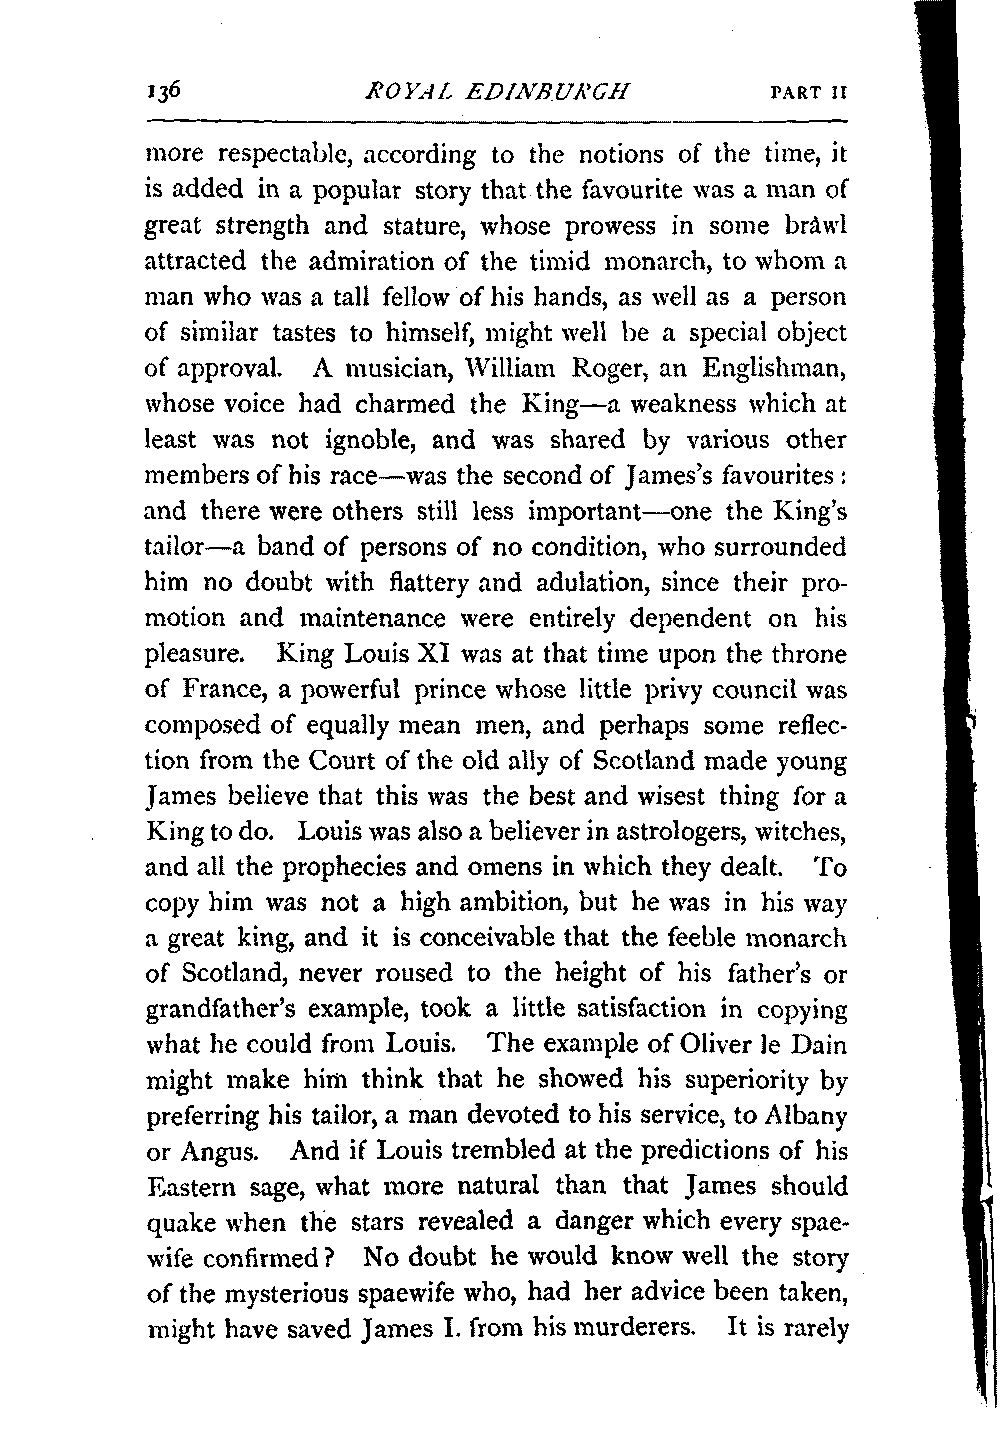 136 ROYAL EDINBURGH PART II
more respectable, according to the notions of the time, it
is added in a popular story that the favourite was a man of
great strength and stature, whose prowess in some brawl
attracted the admiration of the timid monarch, to whom a
man who was a tall fellow of his hands, as well as a person
of similar tastes to himself, might well be a special object
of approval. A musician, William Roger, an Englishman,
whose voice had charmed the King—a weakness which at
least was not ignoble, and was shared by various other
members of his race—was the second of James's favourites:
and there were others still less important—one the King's
tailor—a band of persons of no condition, who surrounded
him no doubt with flattery and adulation, since their pro-
motion and maintenance were entirely dependent on his
pleasure. King Louis XI was at that time upon the throne
of France, a powerful prince whose little privy council was
composed of equally mean men, and perhaps some reflec-
tion from the Court of the old ally of Scotland made young
James believe that this was the best and wisest thing for a
King to do. Louis was also a believer in astrologers, witches,
and all the prophecies and omens in which they dealt. To
copy him was not a high ambition, but he was in his way
a great king, and it is conceivable that the feeble monarch
of Scotland, never roused to the height of his father's or
grandfather's example, took a little satisfaction in copying
what he could from Louis. The example of Oliver le Dain
might make him think that he showed his superiority by
preferring his tailor, a man devoted to his service, to Albany
or Angus. And if Louis trembled at the predictions of his
Eastern sage, what more natural than that James should
quake when the stars revealed a danger which every spae-
wife confirmed? No doubt he would know well the story
of the mysterious spaewife who, had her advice been taken,
might have saved James I. from his murderers. It is rarely